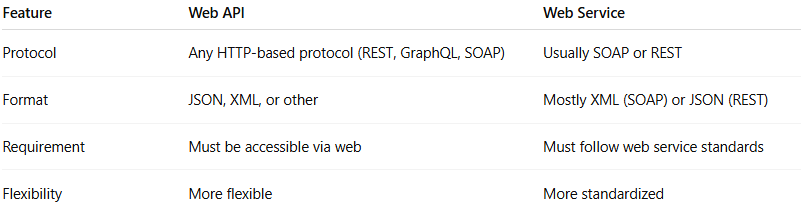 Feature Web API Web Service
Protocol Any HTTP-based protocol (REST, GraphQL, SOAP) Usually SOAP or REST
Format JSON, XML, or other Mostly XML (SOAP) or JSON (REST)
Requirement Must be accessible via web Must follow web service standards
Flexibility More flexible More standardized